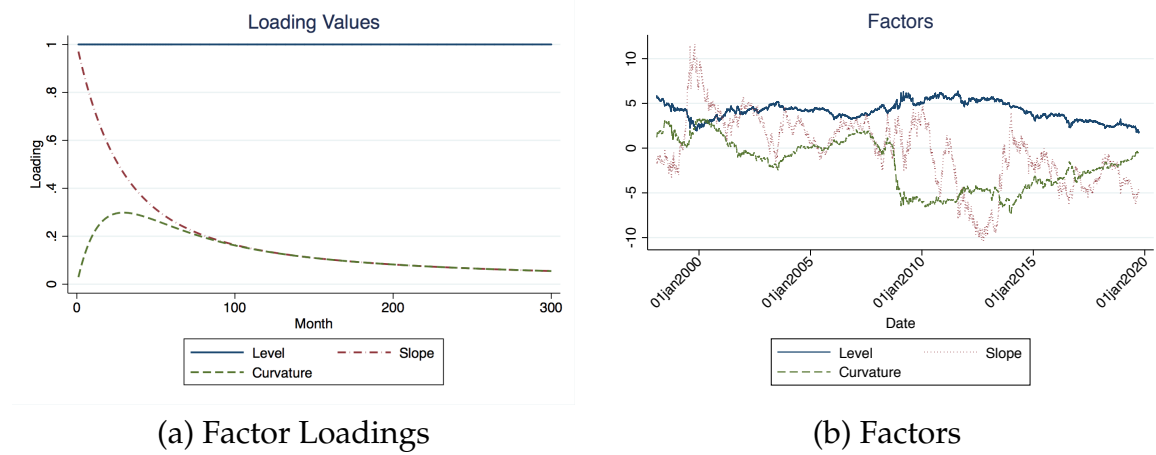 Loading Values
Loading
1
.8
.6
.4
.2
0
0 100 200 300
Month
Level Slope
Curvature
(a) Factor Loadings
Factors
10
5
0
-5
-10
01jan2000 01jan2005 01jan2010 01jan2015 01jan2020
Date
Level Slope
Curvature
(b) Factors